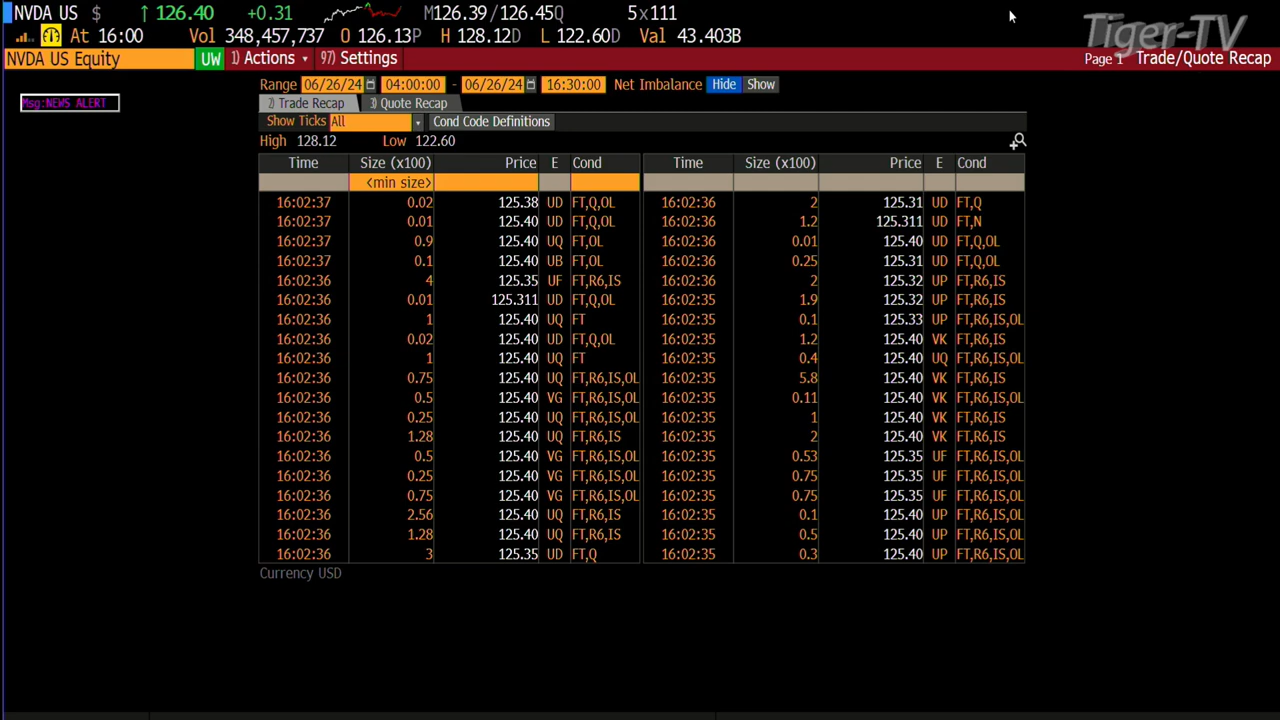 NVDA US $ ↑ 126.40 +0.31 M126.39 / 126.45Q 5 x 111
At 16:00 Vol 348,457,737 O 126.13P H 128.12D L 122.60D Val 43.403B
Tiger-TV
NVDA US Equity UW 1) Actions 97) Settings Page 1 Trade/Quote Recap
Range 06/26/24 04:00:00 - 06/26/24 16:30:00 Net Imbalance Hide Show
Msg:NEWS ALERT
2) Trade Recap 3) Quote Recap
Show Ticks All Cond Code Definitions
High 128.12 Low 122.60
Time Size (x100) Price E Cond Time Size (x100) Price E Cond
<min size>
16:02:37 0.02 125.38 UD FT,Q,OL 16:02:36 2 125.31 UD FT,Q
16:02:37 0.01 125.40 UD FT,Q,OL 16:02:36 1.2 125.311 UD FT,N
16:02:37 0.9 125.40 UQ FT,OL 16:02:36 0.01 125.40 UD FT,Q,OL
16:02:37 0.1 125.40 UB FT,OL 16:02:36 0.25 125.31 UD FT,Q,OL
16:02:36 4 125.35 UF FT,R6,IS 16:02:36 2 125.32 UP FT,R6,IS
16:02:36 0.01 125.311 UD FT,Q,OL 16:02:35 1.9 125.32 UP FT,R6,IS
16:02:36 1 125.40 UQ FT 16:02:35 0.1 125.33 UP FT,R6,IS,OL
16:02:36 0.02 125.40 UD FT,Q,OL 16:02:35 1.2 125.40 VK FT,R6,IS
16:02:36 1 125.40 UQ FT 16:02:35 0.4 125.40 UQ FT,R6,IS,OL
16:02:36 0.75 125.40 UQ FT,R6,IS,OL 16:02:35 5.8 125.40 VK FT,R6,IS
16:02:36 0.5 125.40 VG FT,R6,IS,OL 16:02:35 0.11 125.40 VK FT,R6,IS,OL
16:02:36 0.25 125.40 UQ FT,R6,IS,OL 16:02:35 1 125.40 VK FT,R6,IS
16:02:36 1.28 125.40 UQ FT,R6,IS 16:02:35 2 125.40 VK FT,R6,IS
16:02:36 0.5 125.40 VG FT,R6,IS,OL 16:02:35 0.53 125.35 UF FT,R6,IS,OL
16:02:36 0.25 125.40 VG FT,R6,IS,OL 16:02:35 0.75 125.35 UF FT,R6,IS,OL
16:02:36 0.75 125.40 VG FT,R6,IS,OL 16:02:35 0.75 125.35 UF FT,R6,IS,OL
16:02:36 2.56 125.40 UQ FT,R6,IS 16:02:35 0.1 125.40 UP FT,R6,IS,OL
16:02:36 1.28 125.40 UQ FT,R6,IS 16:02:35 0.5 125.40 UP FT,R6,IS,OL
16:02:36 3 125.35 UD FT,Q 16:02:35 0.3 125.40 UP FT,R6,IS,OL
Currency USD